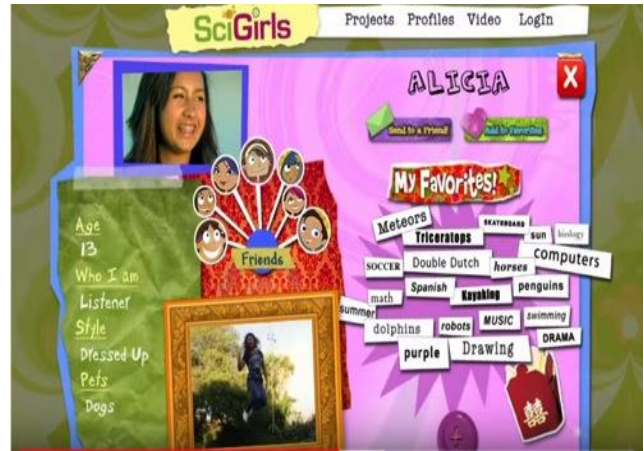 SciGirls
Projects Profiles Video LogIn
ALICIA
X
Send to a Friend!
Add to Favorites
My Favorites!
Meteors
Triceratops
SKATEBOARD
sun
biology
SOCCER
Double Dutch
horses
computers
math
Spanish
Kayaking
penguins
summer
dolphins
robots
MUSIC
swimming
DRAMA
purple
Drawing
囍
Friends
Age
13
Who I am
Listener
Style
Dressed Up
Pets
Dogs